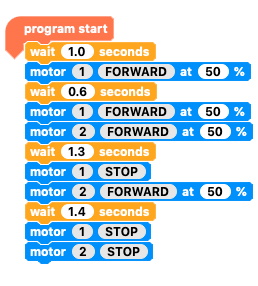 program start
wait 1.0 seconds
motor 1 FORWARD at 50 %
wait 0.6 seconds
motor 1 FORWARD at 50 %
motor 2 FORWARD at 50 %
wait 1.3 seconds
motor 1 STOP
motor 2 FORWARD at 50 %
wait 1.4 seconds
motor 1 STOP
motor 2 STOP